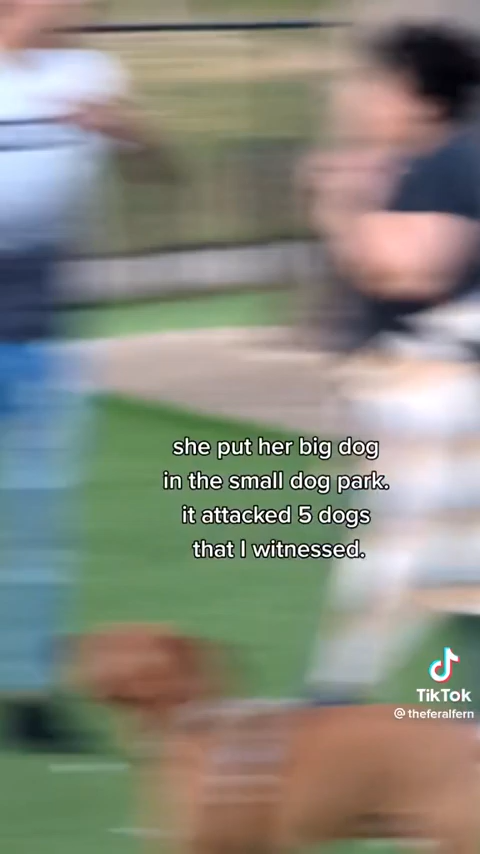 she put her big dog
in the small dog park.
it attacked 5 dogs
that I witnessed.
TikTok
@theferalfern